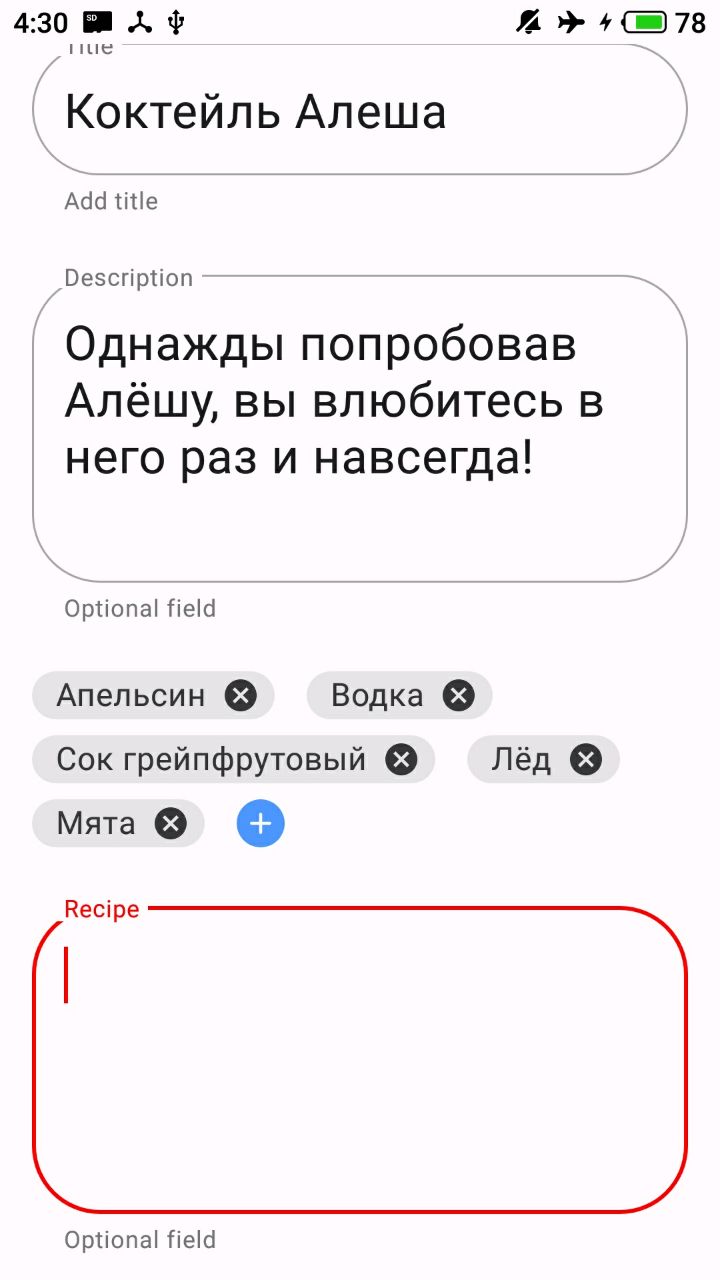 4:30 78
Title
Коктейль Алеша
Add title
Description
Однажды попробовав
Алёшу, вы влюбитесь в
него раз и навсегда!
Optional field
Апельсин Водка
Сок грейпфрутовый Лёд
Мята
Recipe
Optional field